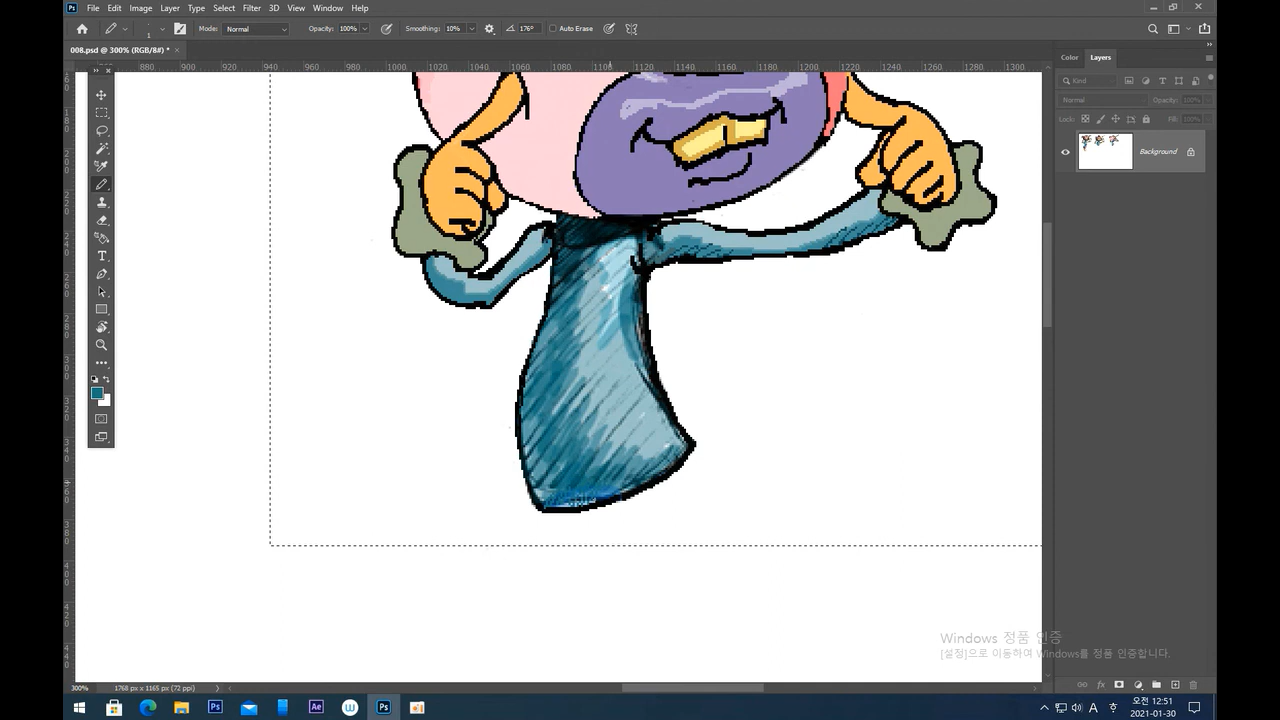 File Edit Image Layer Type Select Filter 3D View Window Help
1 Mode: Normal Opacity: 100% Smoothing: 10% 176° Auto Erase
008.psd @ 300% (RGB/8#) * ×
880 900 920 940 960 980 1000 1020 1040 1060 1080 1100 1120 1140 1160 1180 1200 1220 1240 1260 1280 1300
Color Layers
Kind
Normal Opacity: 100%
Lock: Fill: 100%
Background
Windows 정품 인증
[설정]으로 이동하여 Windows를 정품 인증합니다.
300% 1768 px x 1165 px (72 ppi)
A 오전 12:51
2021-01-30